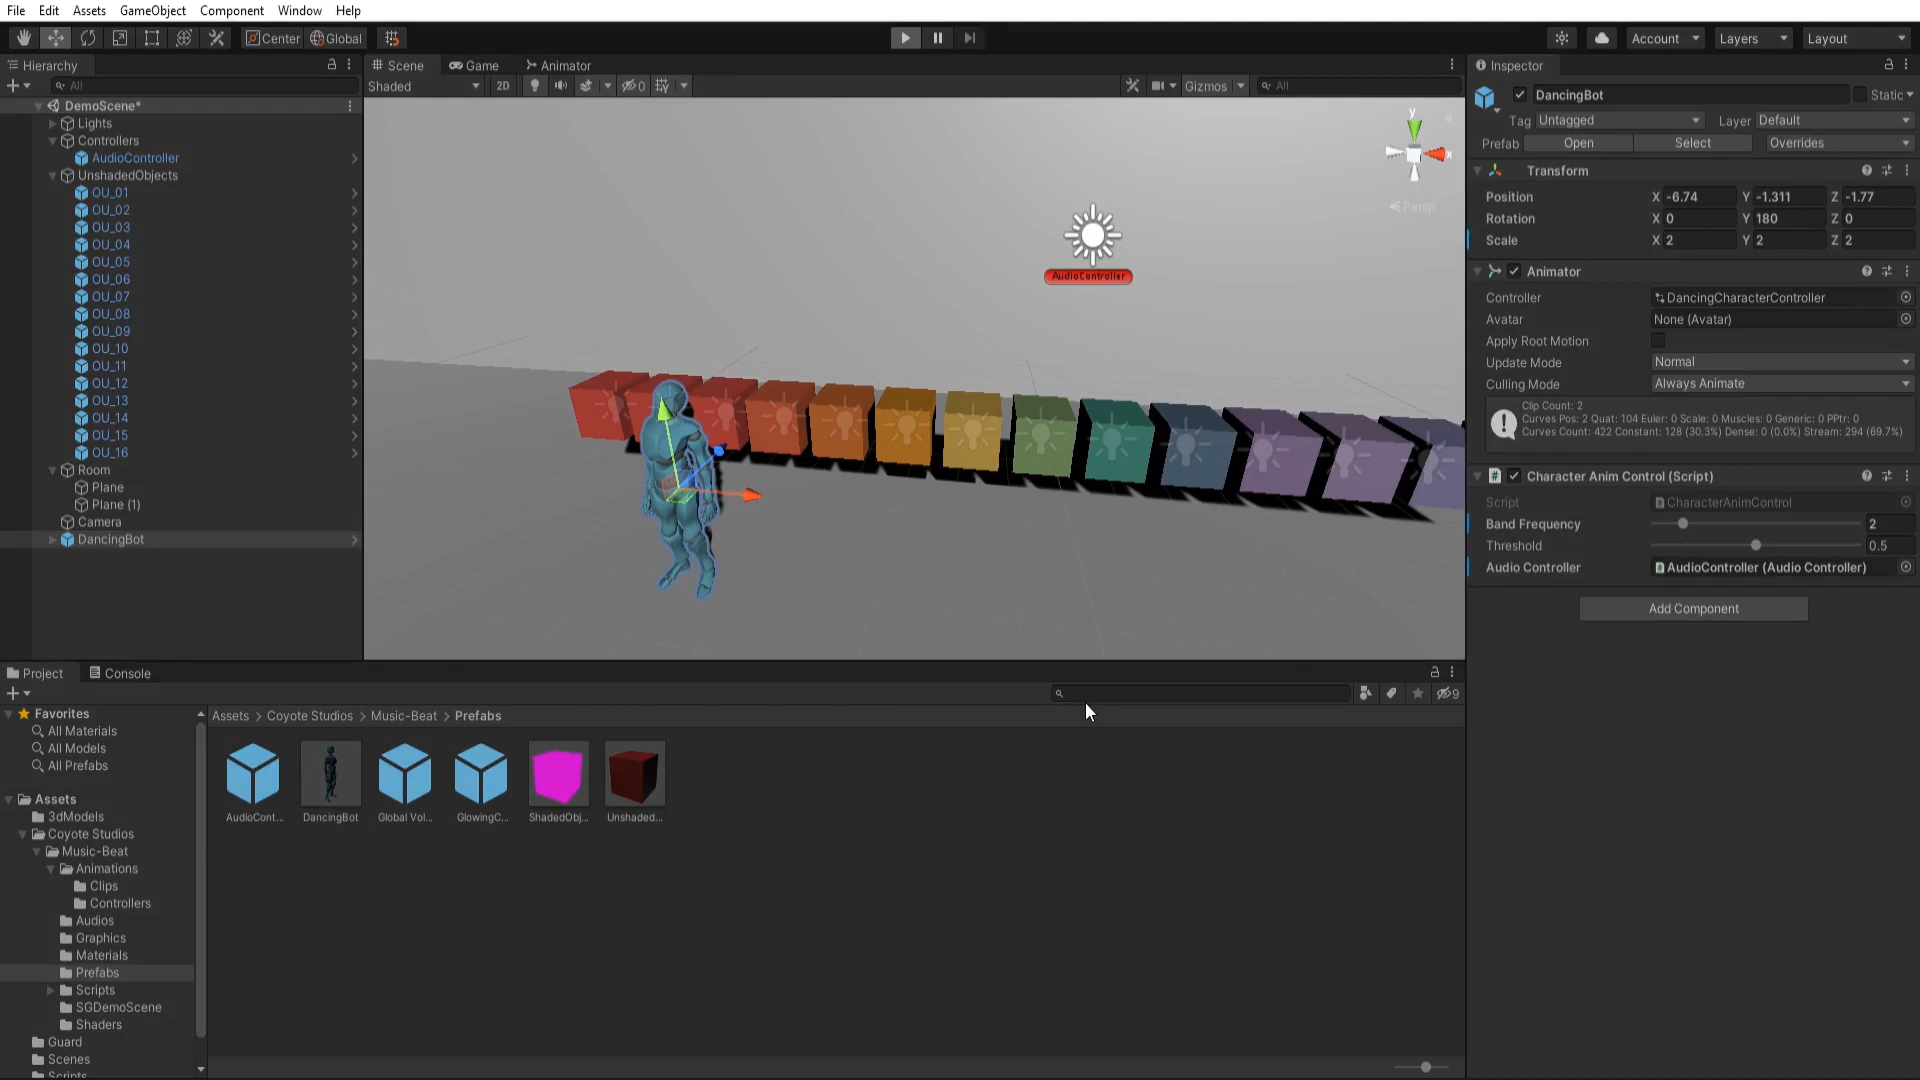 File Edit Assets GameObject Component Window Help
Center Global Account Layers Layout
Hierarchy
All
DemoScene*
Lights
Controllers
AudioController
UnshadedObjects
OU_01
OU_02
OU_03
OU_04
OU_05
OU_06
OU_07
OU_08
OU_09
OU_10
OU_11
OU_12
OU_13
OU_14
OU_15
OU_16
Room
Plane
Plane (1)
Camera
DancingBot
Scene Game Animator
Shaded 2D 0 Gizmos All
y
x
Persp
AudioController
Inspector
DancingBot Static
Tag Untagged Layer Default
Prefab Open Select Overrides
Transform
Position X -6.74 Y -1.311 Z -1.77
Rotation X 0 Y 180 Z 0
Scale X 2 Y 2 Z 2
Animator
Controller DancingCharacterController
Avatar None (Avatar)
Apply Root Motion
Update Mode Normal
Culling Mode Always Animate
Clip Count: 2
Curves Pos: 2 Quat: 104 Euler: 0 Scale: 0 Muscles: 0 Generic: 0 PPtr: 0
Curves Count: 422 Constant: 128 (30.3%) Dense: 0 (0.0%) Stream: 294 (69.7%)
Character Anim Control (Script)
Script CharacterAnimControl
Band Frequency 2
Threshold 0.5
Audio Controller AudioController (Audio Controller)
Add Component
Project Console
9
Favorites
All Materials
All Models
All Prefabs
Assets
3dModels
Coyote Studios
Music-Beat
Animations
Clips
Controllers
Audios
Graphics
Materials
Prefabs
Scripts
SGDemoScene
Shaders
Guard
Scenes
Scripts
Assets > Coyote Studios > Music-Beat > Prefabs
AudioCont... DancingBot Global Vol... GlowingC... ShadedObj... Unshaded...